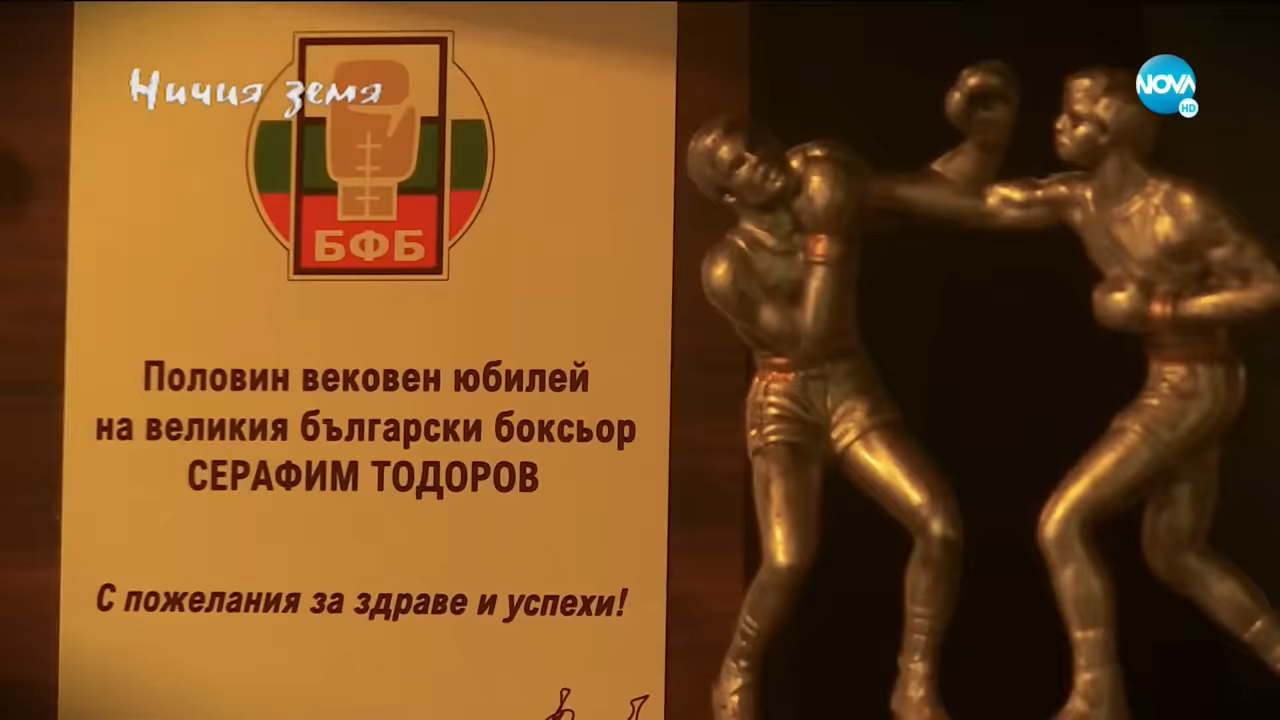 Ничия земя
NOVA
HD
БФБ
Половин вековен юбилей
на великия български боксьор
СЕРАФИМ ТОДОРОВ
С пожелания за здраве и успехи!